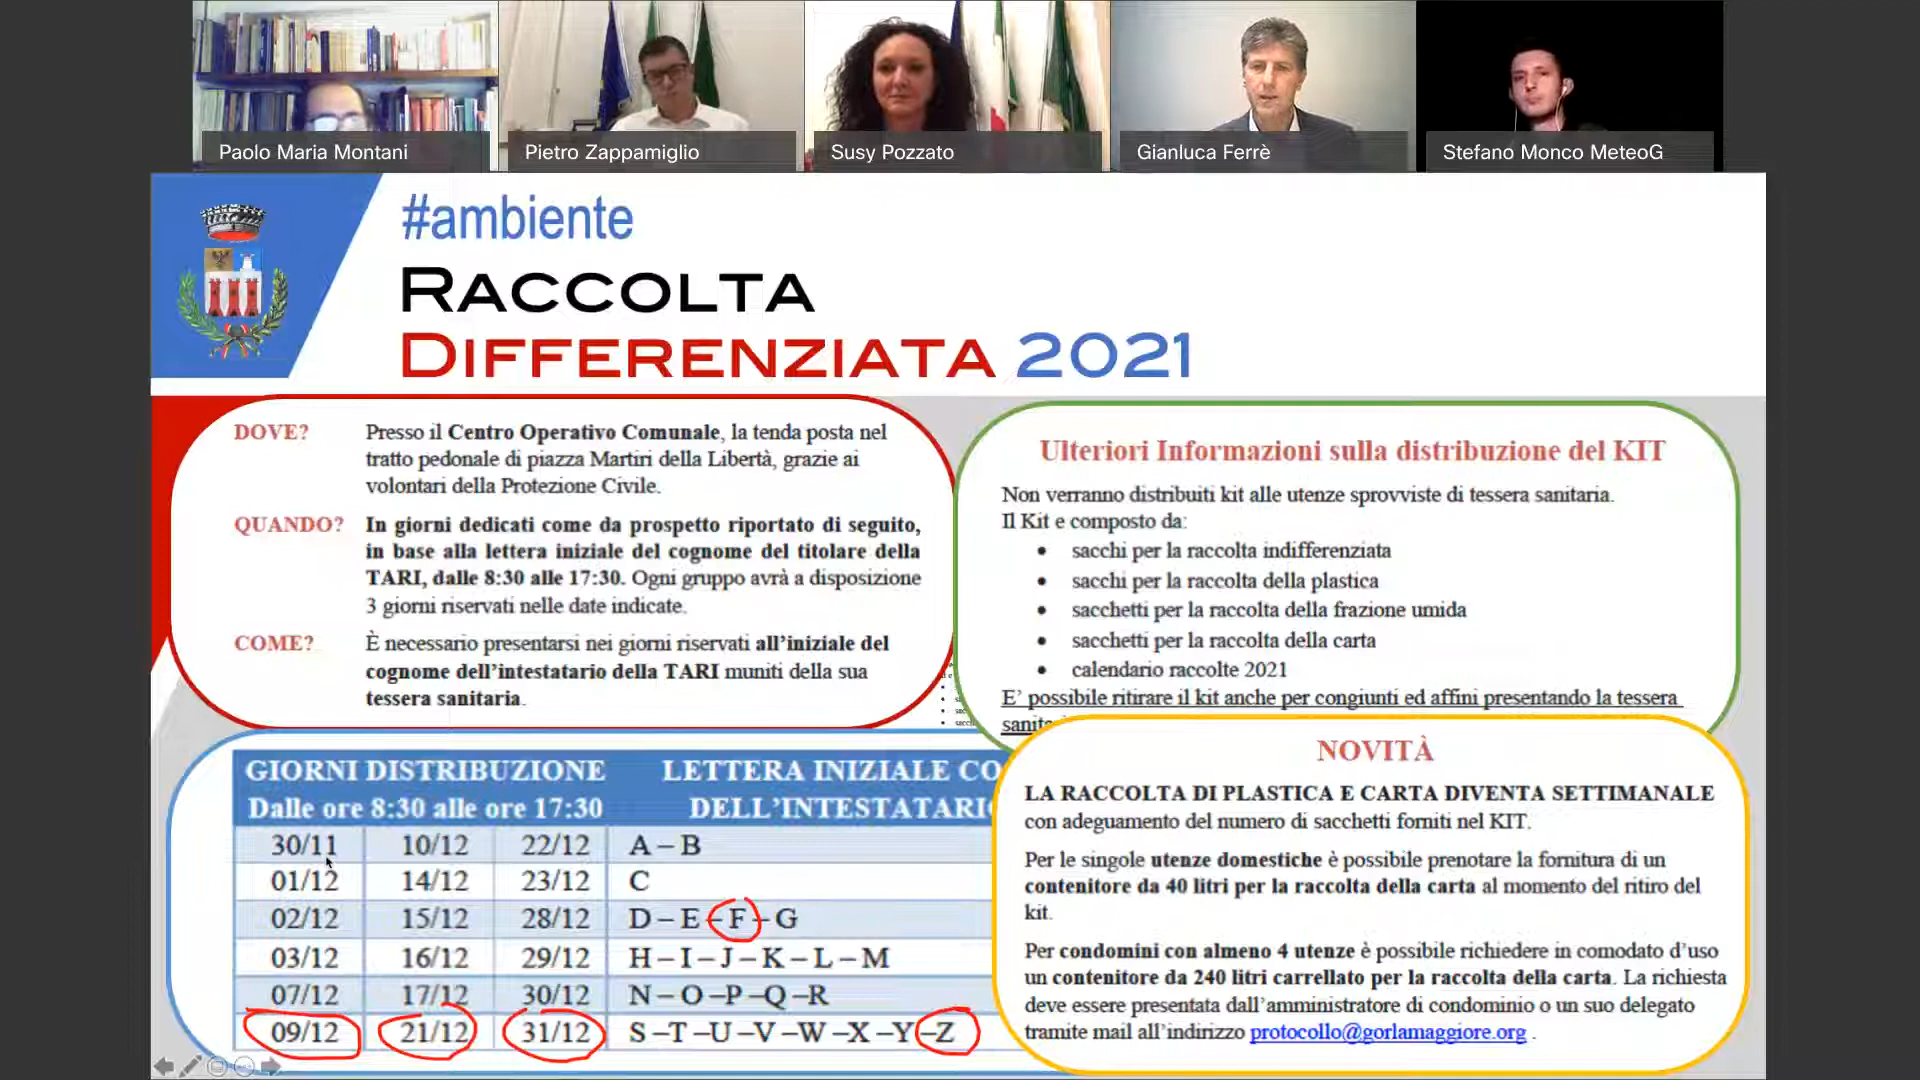 Paolo Maria Montani
Pietro Zappamiglio
Susy Pozzato
Gianluca Ferrè
Stefano Monco MeteoG
#ambiente
RACCOLTA
DIFFERENZIATA 2021
DOVE? Presso il Centro Operativo Comunale, la tenda posta nel
tratto pedonale di piazza Martiri della Libertà, grazie ai
volontari della Protezione Civile.
QUANDO? In giorni dedicati come da prospetto riportato di seguito,
in base alla lettera iniziale del cognome del titolare della
TARI, dalle 8:30 alle 17:30. Ogni gruppo avrà a disposizione
3 giorni riservati nelle date indicate.
COME? È necessario presentarsi nei giorni riservati all’iniziale del
cognome dell’intestatario della TARI muniti della sua
tessera sanitaria.
Ulteriori Informazioni sulla distribuzione del KIT
Non verranno distribuiti kit alle utenze sprovviste di tessera sanitaria.
Il Kit e composto da:
• sacchi per la raccolta indifferenziata
• sacchi per la raccolta della plastica
• sacchetti per la raccolta della frazione umida
• sacchetti per la raccolta della carta
• calendario raccolte 2021
E’ possibile ritirare il kit anche per congiunti ed affini presentando la tessera
GIORNI DISTRIBUZIONE LETTERA INIZIALE CO
Dalle ore 8:30 alle ore 17:30 DELL’INTESTATARIO
30/11 10/12 22/12 A – B
01/12 14/12 23/12 C
02/12 15/12 28/12 D – E – F – G
03/12 16/12 29/12 H – I – J – K – L – M
07/12 17/12 30/12 N – O –P –Q –R
09/12 21/12 31/12 S –T –U –V –W –X –Y –Z
NOVITÀ
LA RACCOLTA DI PLASTICA E CARTA DIVENTA SETTIMANALE
con adeguamento del numero di sacchetti forniti nel KIT.
Per le singole utenze domestiche è possibile prenotare la fornitura di un
contenitore da 40 litri per la raccolta della carta al momento del ritiro del
kit.
Per condomini con almeno 4 utenze è possibile richiedere in comodato d’uso
un contenitore da 240 litri carrellato per la raccolta della carta. La richiesta
deve essere presentata dall’amministratore di condominio o un suo delegato
tramite mail all’indirizzo protocollo@gorlamaggiore.org .